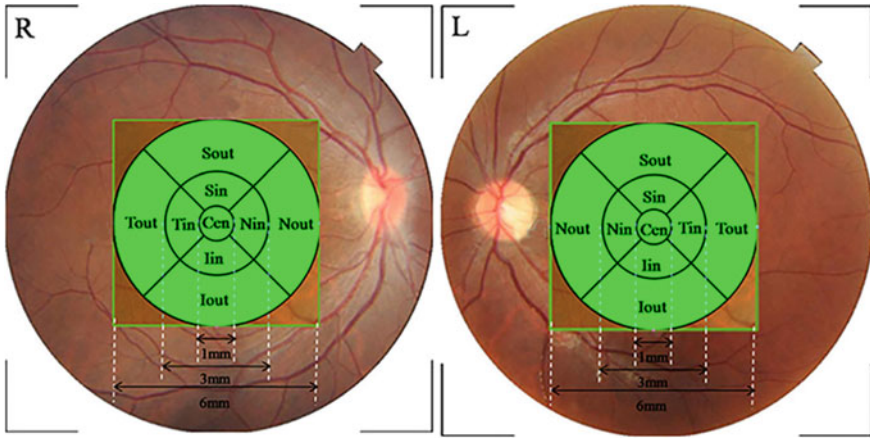 R
Sout
Sin
Tout Tin Cen Nin Nout
Iin
Iout
1mm
3mm
6mm
L
Sout
Sin
Nout Nin Cen Tin Tout
Iin
Iout
1mm
3mm
6mm